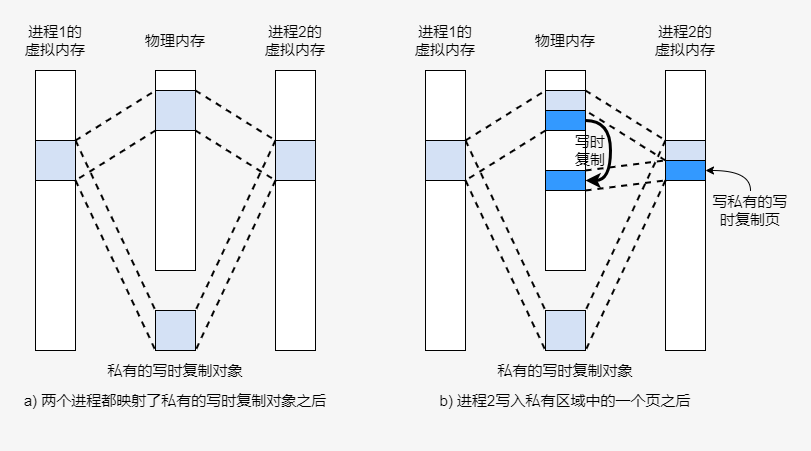 进程1的
虚拟内存
物理内存
进程2的
虚拟内存
私有的写时复制对象
a) 两个进程都映射了私有的写时复制对象之后
进程1的
虚拟内存
物理内存
进程2的
虚拟内存
写时
复制
写私有的写
时复制页
私有的写时复制对象
b) 进程2写入私有区域中的一个页之后